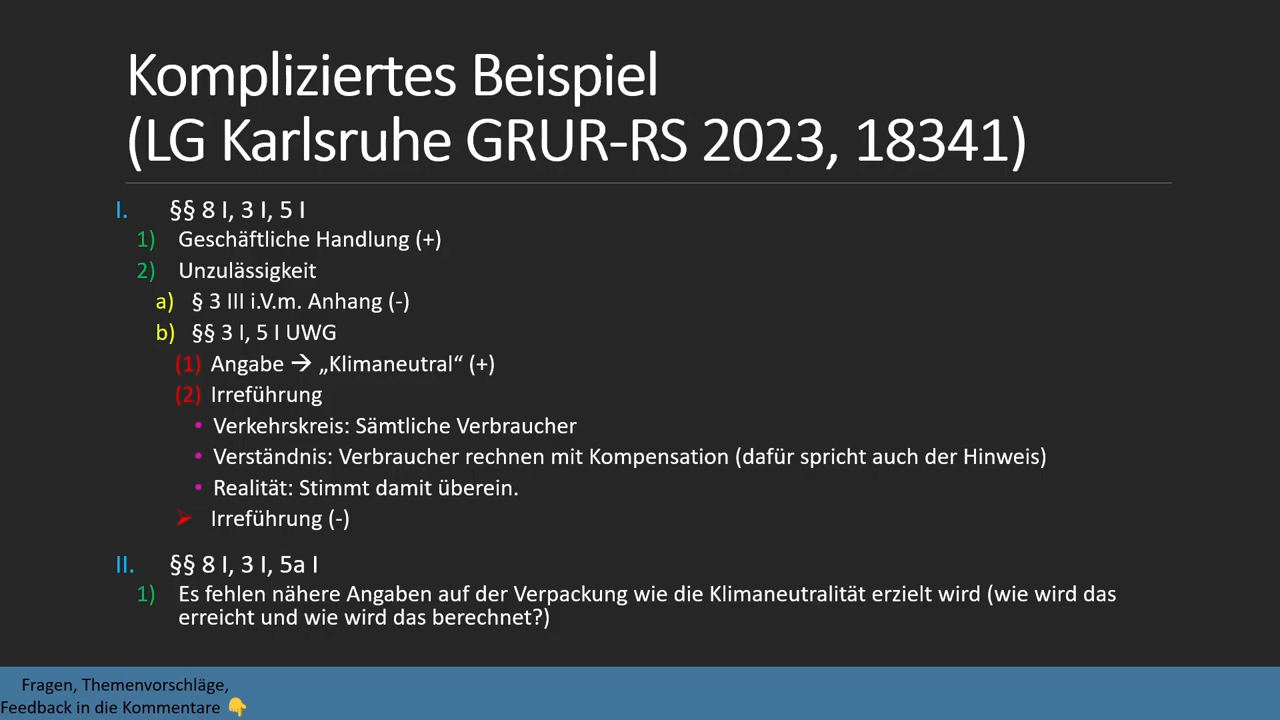 Kompliziertes Beispiel
(LG Karlsruhe GRUR-RS 2023, 18341)
I. §§ 8 I, 3 I, 5 I
1) Geschäftliche Handlung (+)
2) Unzulässigkeit
a) § 3 III i.V.m. Anhang (-)
b) §§ 3 I, 5 I UWG
(1) Angabe → „Klimaneutral“ (+)
(2) Irreführung
• Verkehrskreis: Sämtliche Verbraucher
• Verständnis: Verbraucher rechnen mit Kompensation (dafür spricht auch der Hinweis)
• Realität: Stimmt damit überein.
➢ Irreführung (-)
II. §§ 8 I, 3 I, 5a I
1) Es fehlen nähere Angaben auf der Verpackung wie die Klimaneutralität erzielt wird (wie wird das
erreicht und wie wird das berechnet?)
Fragen, Themenvorschläge,
Feedback in die Kommentare 👇